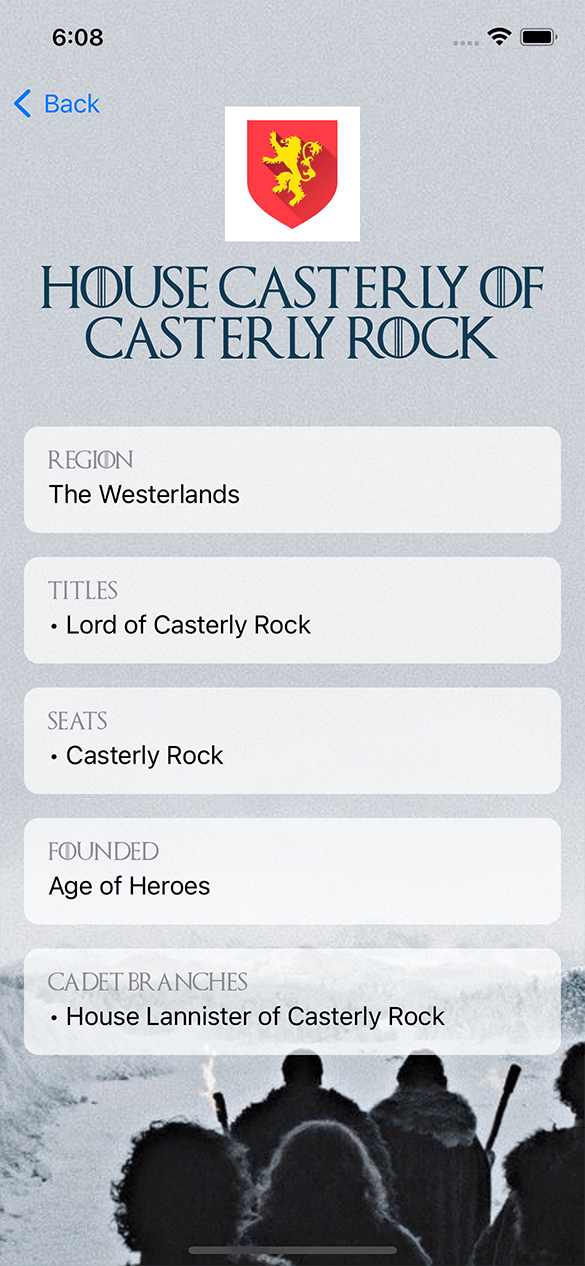 6:08
Back
HOUSE CASTERLY OF
CASTERLY ROCK
REGION
The Westerlands
TITLES
• Lord of Casterly Rock
SEATS
• Casterly Rock
FOUNDED
Age of Heroes
CADET BRANCHES
• House Lannister of Casterly Rock